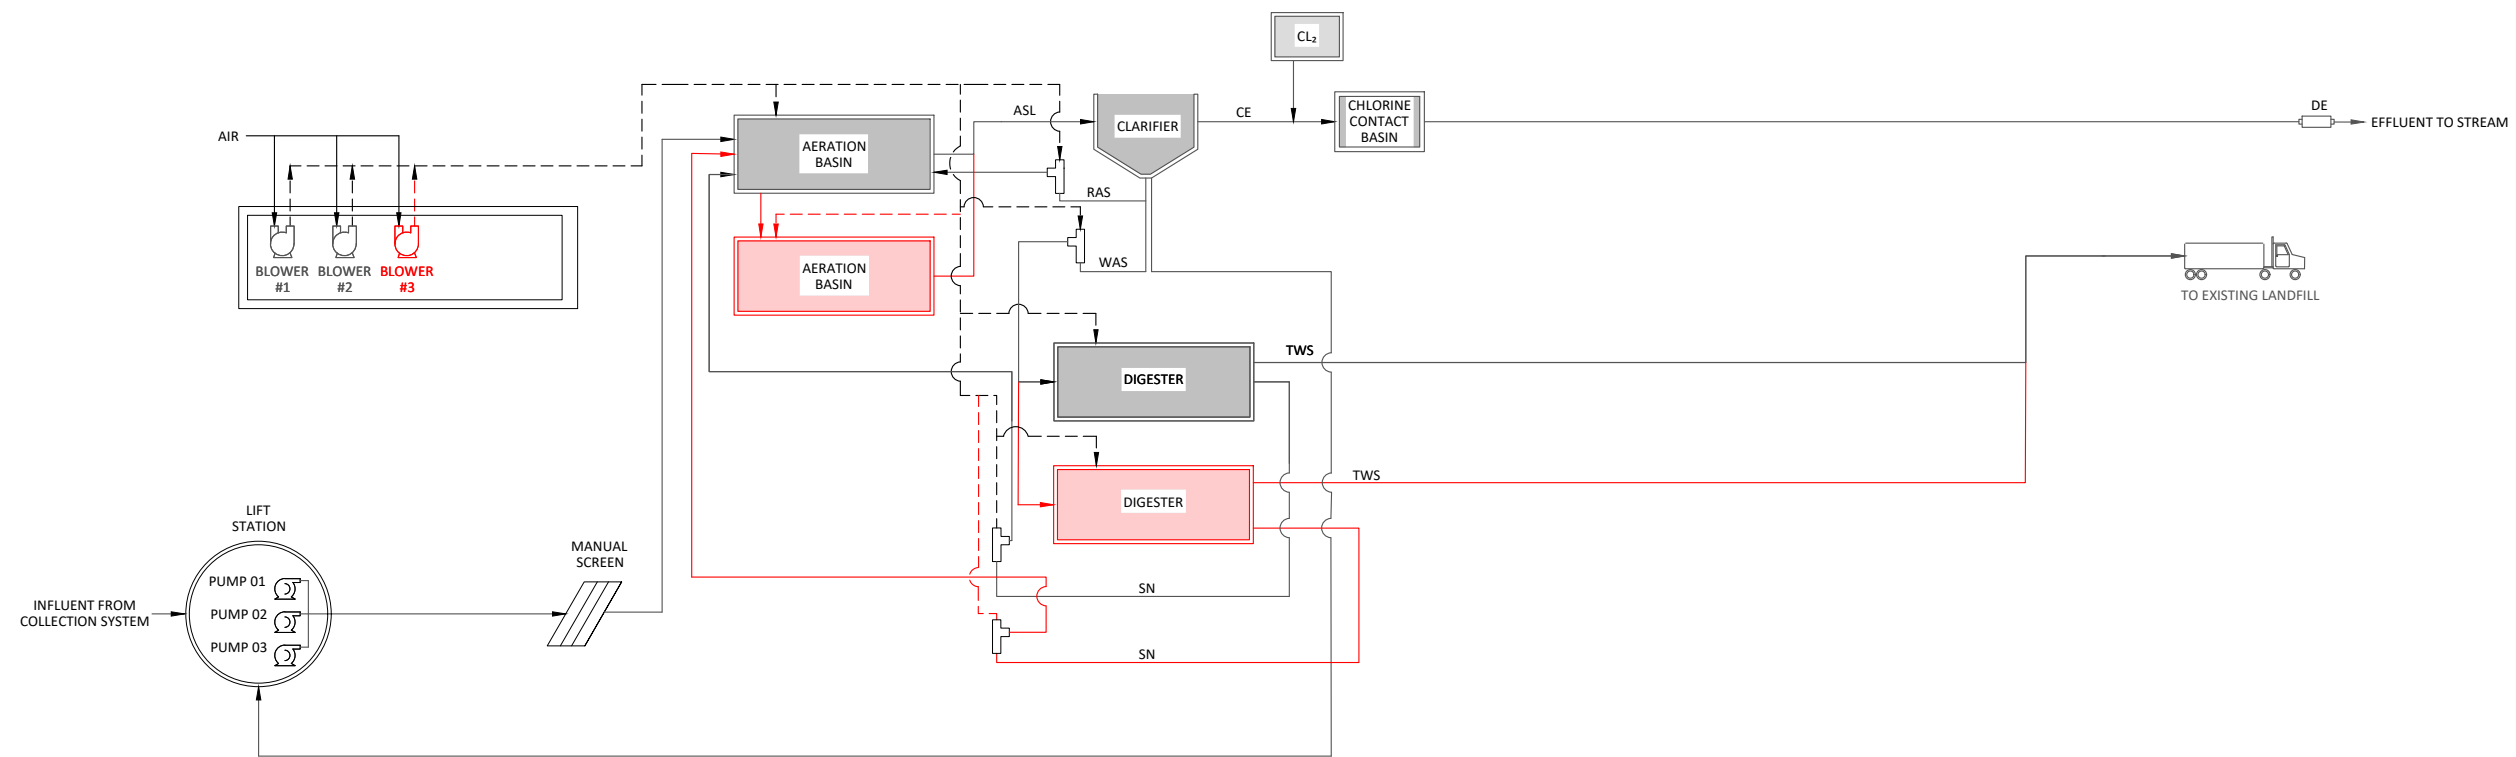 CL₂
ASL
CLARIFIER
CE
CHLORINE
CONTACT
BASIN
DE
EFFLUENT TO STREAM
AIR
AERATION
BASIN
RAS
WAS
BLOWER
#1
BLOWER
#2
BLOWER
#3
AERATION
BASIN
TO EXISTING LANDFILL
TWS
DIGESTER
TWS
DIGESTER
LIFT
STATION
MANUAL
SCREEN
PUMP 01
PUMP 02
PUMP 03
INFLUENT FROM
COLLECTION SYSTEM
SN
SN